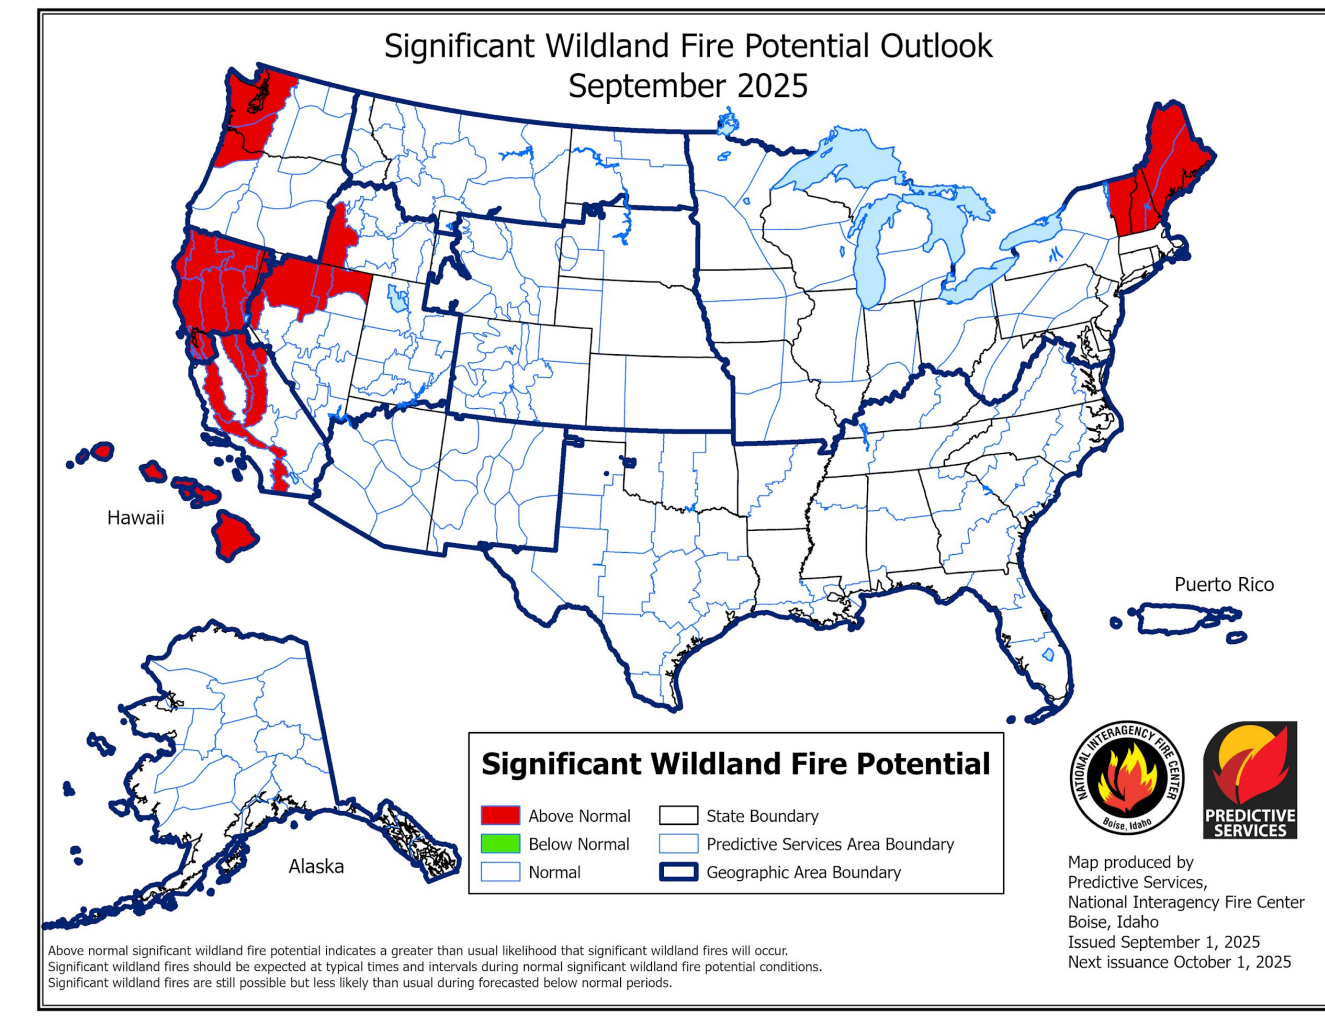 Significant Wildland Fire Potential Outlook
September 2025
Hawaii
Puerto Rico
Alaska
Significant Wildland Fire Potential
Above Normal
Below Normal
Normal
State Boundary
Predictive Services Area Boundary
Geographic Area Boundary
NATIONAL INTERAGENCY FIRE CENTER
Boise, Idaho
PREDICTIVE
SERVICES
Map produced by
Predictive Services,
National Interagency Fire Center
Boise, Idaho
Issued September 1, 2025
Next issuance October 1, 2025
Above normal significant wildland fire potential indicates a greater than usual likelihood that significant wildland fires will occur.
Significant wildland fires should be expected at typical times and intervals during normal significant wildland fire potential conditions.
Significant wildland fires are still possible but less likely than usual during forecasted below normal periods.